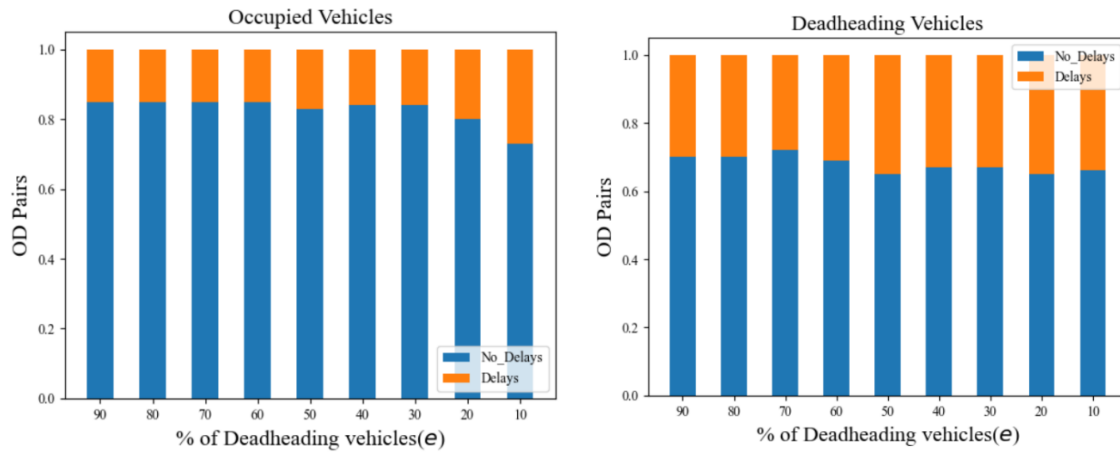 Occupied Vehicles
1.0
0.8
0.6
0.4
0.2
0.0
OD Pairs
No_Delays
Delays
90 80 70 60 50 40 30 20 10
% of Deadheading vehicles(e)
Deadheading Vehicles
1.0
0.8
0.6
0.4
0.2
0.0
OD Pairs
No_Delays
Delays
90 80 70 60 50 40 30 20 10
% of Deadheading vehicles(e)